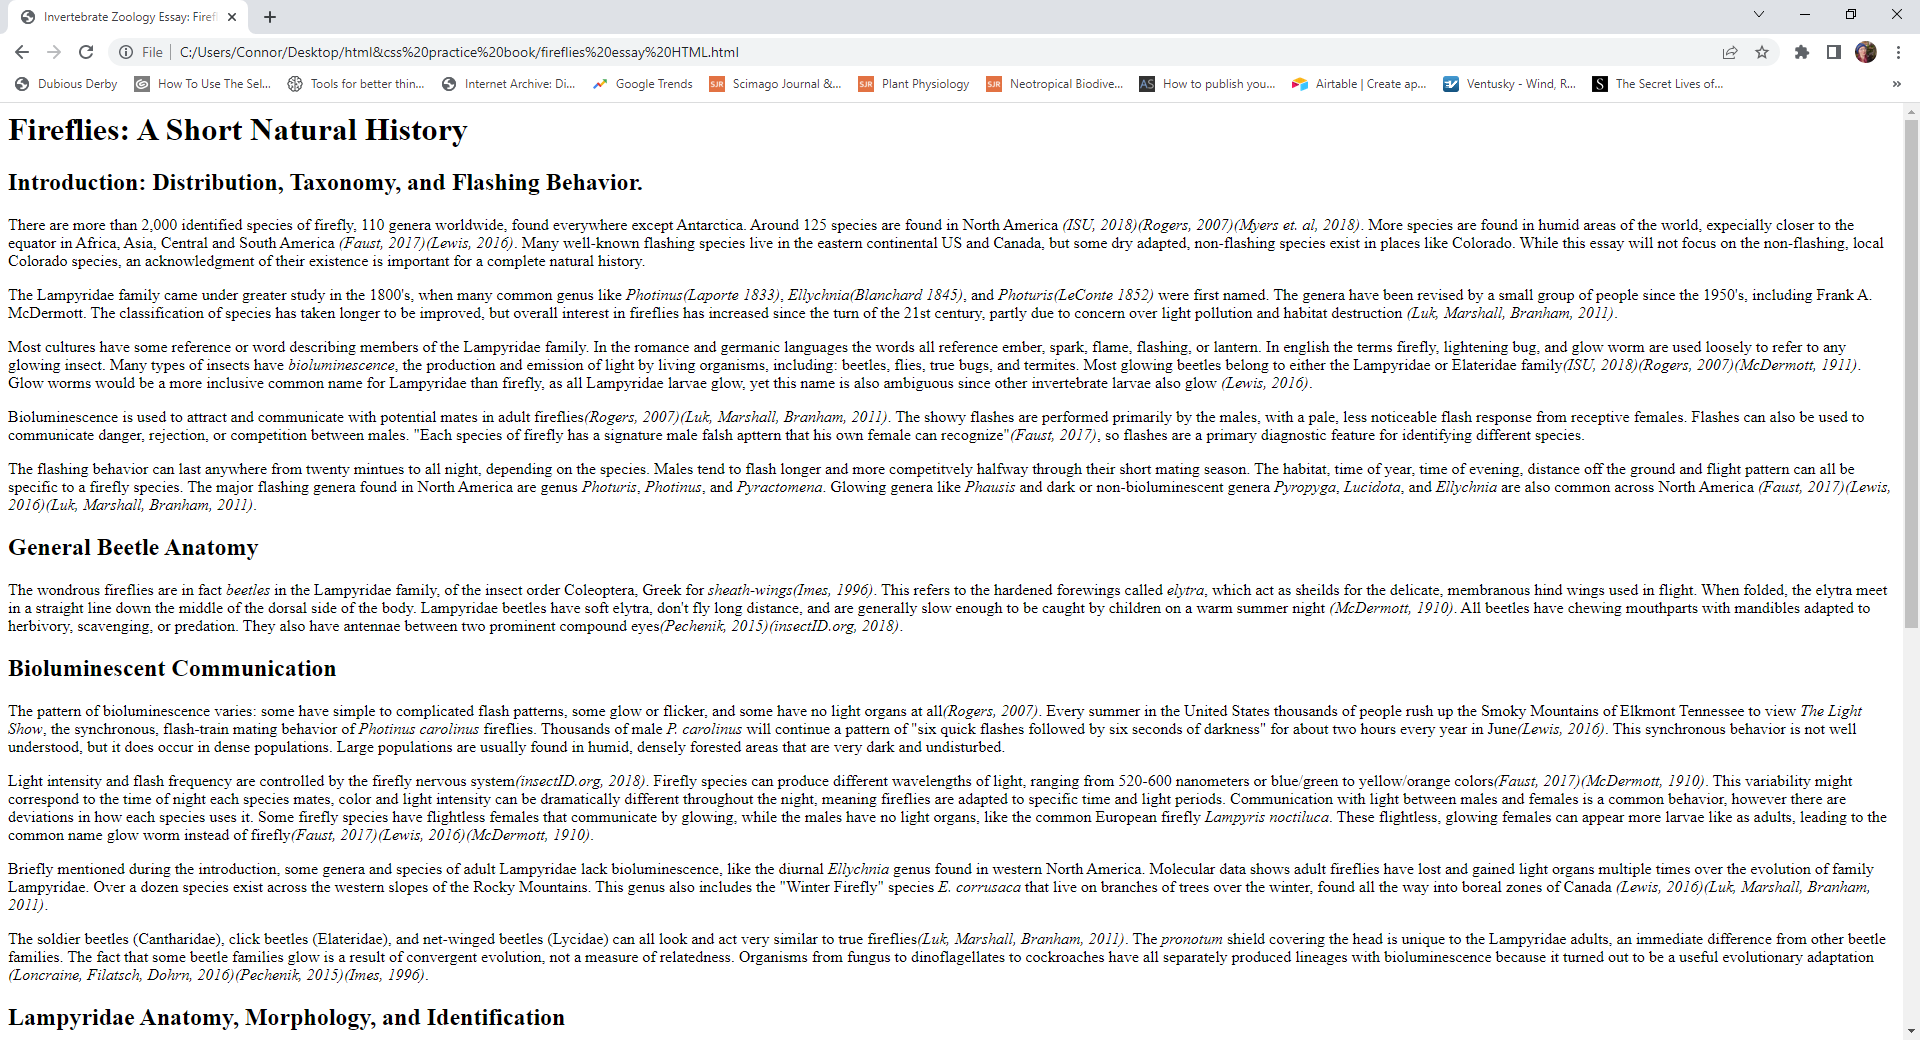 Invertebrate Zoology Essay: Firefl
File
C:/Users/Connor/Desktop/html&css%20practice%20book/fireflies%20essay%20HTML.html
Dubious Derby How To Use The Sel... Tools for better thin... Internet Archive: Di... Google Trends SJR Scimago Journal &... SJR Plant Physiology SJR Neotropical Biodive... AS How to publish you... Airtable | Create ap... Ventusky - Wind, R... S The Secret Lives of... »
Fireflies: A Short Natural History
Introduction: Distribution, Taxonomy, and Flashing Behavior.
There are more than 2,000 identified species of firefly, 110 genera worldwide, found everywhere except Antarctica. Around 125 species are found in North America (ISU, 2018)(Rogers, 2007)(Myers et. al, 2018). More species are found in humid areas of the world, expecially closer to the
equator in Africa, Asia, Central and South America (Faust, 2017)(Lewis, 2016). Many well-known flashing species live in the eastern continental US and Canada, but some dry adapted, non-flashing species exist in places like Colorado. While this essay will not focus on the non-flashing, local
Colorado species, an acknowledgment of their existence is important for a complete natural history.
The Lampyridae family came under greater study in the 1800's, when many common genus like Photinus(Laporte 1833), Ellychnia(Blanchard 1845), and Photuris(LeConte 1852) were first named. The genera have been revised by a small group of people since the 1950's, including Frank A.
McDermott. The classification of species has taken longer to be improved, but overall interest in fireflies has increased since the turn of the 21st century, partly due to concern over light pollution and habitat destruction (Luk, Marshall, Branham, 2011).
Most cultures have some reference or word describing members of the Lampyridae family. In the romance and germanic languages the words all reference ember, spark, flame, flashing, or lantern. In english the terms firefly, lightening bug, and glow worm are used loosely to refer to any
glowing insect. Many types of insects have bioluminescence, the production and emission of light by living organisms, including: beetles, flies, true bugs, and termites. Most glowing beetles belong to either the Lampyridae or Elateridae family(ISU, 2018)(Rogers, 2007)(McDermott, 1911).
Glow worms would be a more inclusive common name for Lampyridae than firefly, as all Lampyridae larvae glow, yet this name is also ambiguous since other invertebrate larvae also glow (Lewis, 2016).
Bioluminescence is used to attract and communicate with potential mates in adult fireflies(Rogers, 2007)(Luk, Marshall, Branham, 2011). The showy flashes are performed primarily by the males, with a pale, less noticeable flash response from receptive females. Flashes can also be used to
communicate danger, rejection, or competition between males. "Each species of firefly has a signature male falsh apttern that his own female can recognize"(Faust, 2017), so flashes are a primary diagnostic feature for identifying different species.
The flashing behavior can last anywhere from twenty mintues to all night, depending on the species. Males tend to flash longer and more competitvely halfway through their short mating season. The habitat, time of year, time of evening, distance off the ground and flight pattern can all be
specific to a firefly species. The major flashing genera found in North America are genus Photuris, Photinus, and Pyractomena. Glowing genera like Phausis and dark or non-bioluminescent genera Pyropyga, Lucidota, and Ellychnia are also common across North America (Faust, 2017)(Lewis,
2016)(Luk, Marshall, Branham, 2011).
General Beetle Anatomy
The wondrous fireflies are in fact beetles in the Lampyridae family, of the insect order Coleoptera, Greek for sheath-wings(Imes, 1996). This refers to the hardened forewings called elytra, which act as sheilds for the delicate, membranous hind wings used in flight. When folded, the elytra meet
in a straight line down the middle of the dorsal side of the body. Lampyridae beetles have soft elytra, don't fly long distance, and are generally slow enough to be caught by children on a warm summer night (McDermott, 1910). All beetles have chewing mouthparts with mandibles adapted to
herbivory, scavenging, or predation. They also have antennae between two prominent compound eyes(Pechenik, 2015)(insectID.org, 2018).
Bioluminescent Communication
The pattern of bioluminescence varies: some have simple to complicated flash patterns, some glow or flicker, and some have no light organs at all(Rogers, 2007). Every summer in the United States thousands of people rush up the Smoky Mountains of Elkmont Tennessee to view The Light
Show, the synchronous, flash-train mating behavior of Photinus carolinus fireflies. Thousands of male P. carolinus will continue a pattern of "six quick flashes followed by six seconds of darkness" for about two hours every year in June(Lewis, 2016). This synchronous behavior is not well
understood, but it does occur in dense populations. Large populations are usually found in humid, densely forested areas that are very dark and undisturbed.
Light intensity and flash frequency are controlled by the firefly nervous system(insectID.org, 2018). Firefly species can produce different wavelengths of light, ranging from 520-600 nanometers or blue/green to yellow/orange colors(Faust, 2017)(McDermott, 1910). This variability might
correspond to the time of night each species mates, color and light intensity can be dramatically different throughout the night, meaning fireflies are adapted to specific time and light periods. Communication with light between males and females is a common behavior, however there are
deviations in how each species uses it. Some firefly species have flightless females that communicate by glowing, while the males have no light organs, like the common European firefly Lampyris noctiluca. These flightless, glowing females can appear more larvae like as adults, leading to the
common name glow worm instead of firefly(Faust, 2017)(Lewis, 2016)(McDermott, 1910).
Briefly mentioned during the introduction, some genera and species of adult Lampyridae lack bioluminescence, like the diurnal Ellychnia genus found in western North America. Molecular data shows adult fireflies have lost and gained light organs multiple times over the evolution of family
Lampyridae. Over a dozen species exist across the western slopes of the Rocky Mountains. This genus also includes the "Winter Firefly" species E. corrusaca that live on branches of trees over the winter, found all the way into boreal zones of Canada (Lewis, 2016)(Luk, Marshall, Branham,
2011).
The soldier beetles (Cantharidae), click beetles (Elateridae), and net-winged beetles (Lycidae) can all look and act very similar to true fireflies(Luk, Marshall, Branham, 2011). The pronotum shield covering the head is unique to the Lampyridae adults, an immediate difference from other beetle
families. The fact that some beetle families glow is a result of convergent evolution, not a measure of relatedness. Organisms from fungus to dinoflagellates to cockroaches have all separately produced lineages with bioluminescence because it turned out to be a useful evolutionary adaptation
(Loncraine, Filatsch, Dohrn, 2016)(Pechenik, 2015)(Imes, 1996).
Lampyridae Anatomy, Morphology, and Identification